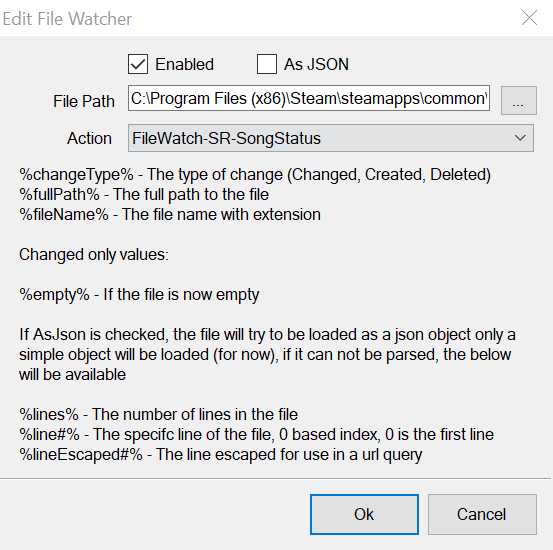 Edit File Watcher
Enabled
As JSON
File Path
C:\Program Files (x86)\Steam\steamapps\common\
...
Action
FileWatch-SR-SongStatus
%changeType% - The type of change (Changed, Created, Deleted)
%fullPath% - The full path to the file
%fileName% - The file name with extension
Changed only values:
%empty% - If the file is now empty
If AsJson is checked, the file will try to be loaded as a json object only a
simple object will be loaded (for now), if it can not be parsed, the below
will be available
%lines% - The number of lines in the file
%line#% - The specifc line of the file, 0 based index, 0 is the first line
%lineEscaped#% - The line escaped for use in a url query
Ok
Cancel